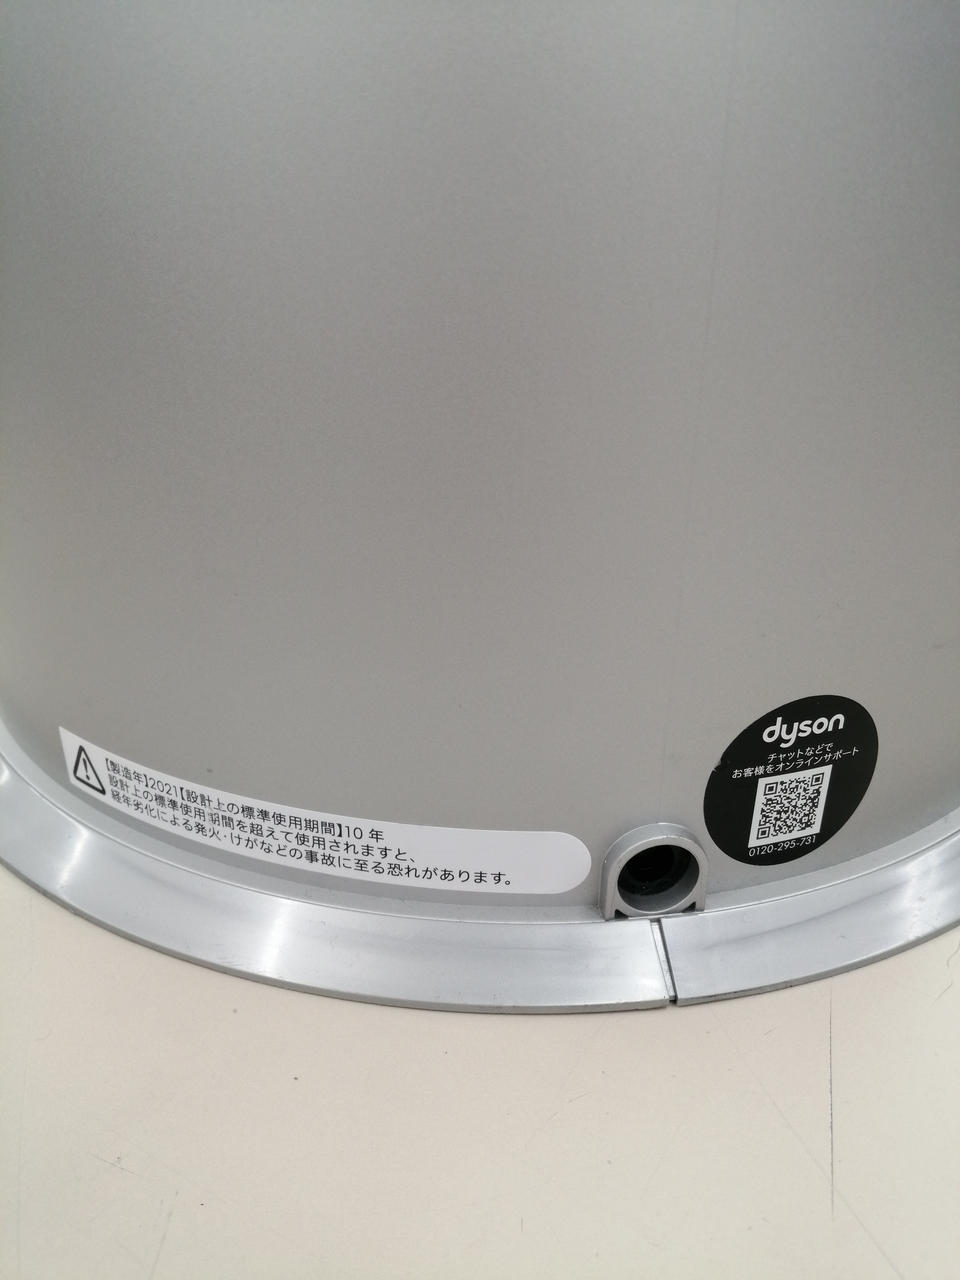 【製造年】2021【設計上の標準使用期間】10 年
設計上の標準使用期間を超えて使用されますと、
経年劣化による発火・けがなどの事故に至る恐れがあります。
dyson
チャットなどで
お客様をオンラインサポート
0120-295-731